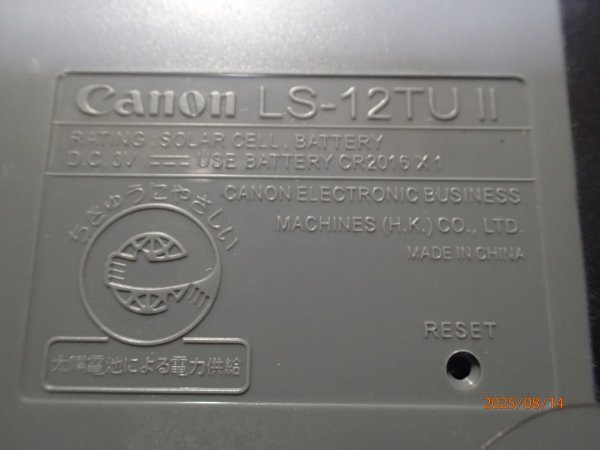 Canon LS-12TU II
RATING : SOLAR CELL , BATTERY
D.C. 3V ⎓ USE BATTERY CR2016 X 1
ちきゅうにやさしい
CANON ELECTRONIC BUSINESS
MACHINES (H.K.) CO., LTD.
MADE IN CHINA
RESET
太陽電池による電力供給
2025/08/14